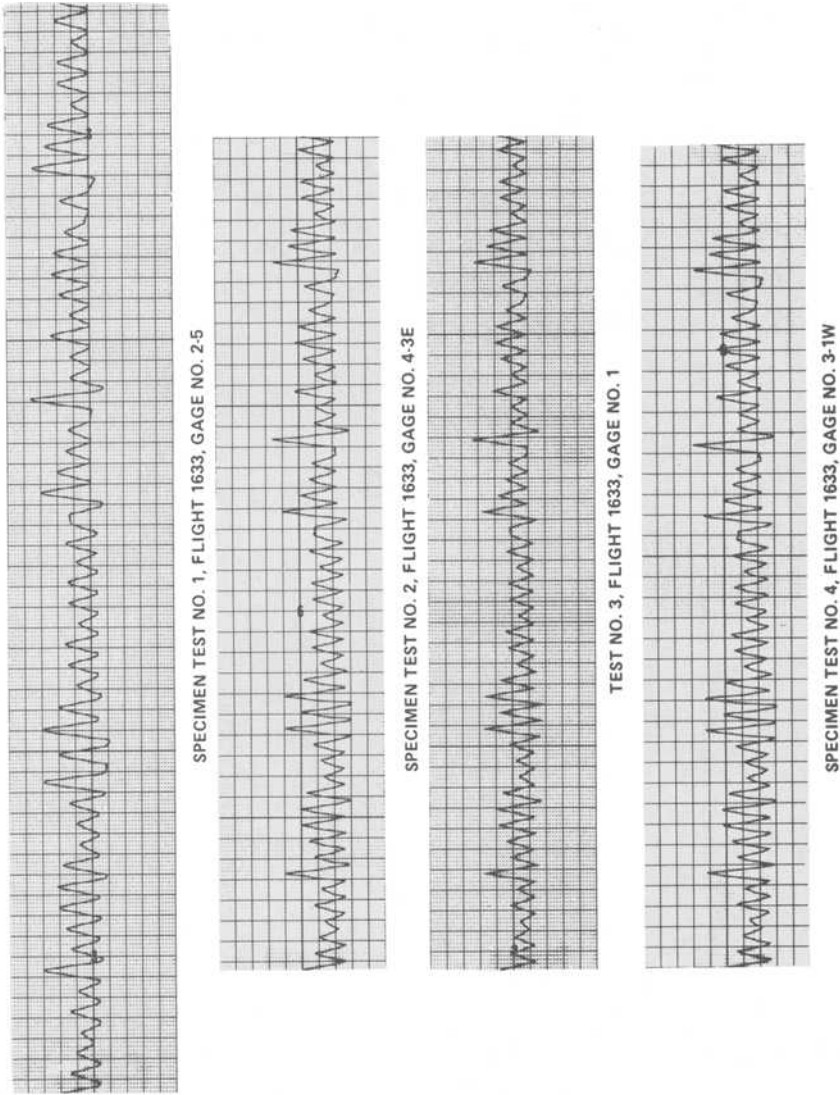 SPECIMEN TEST NO. 1, FLIGHT 1633, GAGE NO. 2-5
SPECIMEN TEST NO. 2, FLIGHT 1633, GAGE NO. 4-3E
TEST NO. 3, FLIGHT 1633, GAGE NO. 1
SPECIMEN TEST NO. 4, FLIGHT 1633, GAGE NO. 3-1W